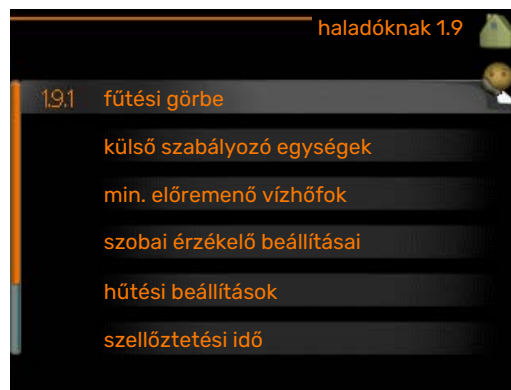 haladóknak 1.9
1.9.1 fűtési görbe
külső szabályozó egységek
min. előremenő vízhőfok
szobai érzékelő beállításai
hűtési beállítások
szellőztetési idő